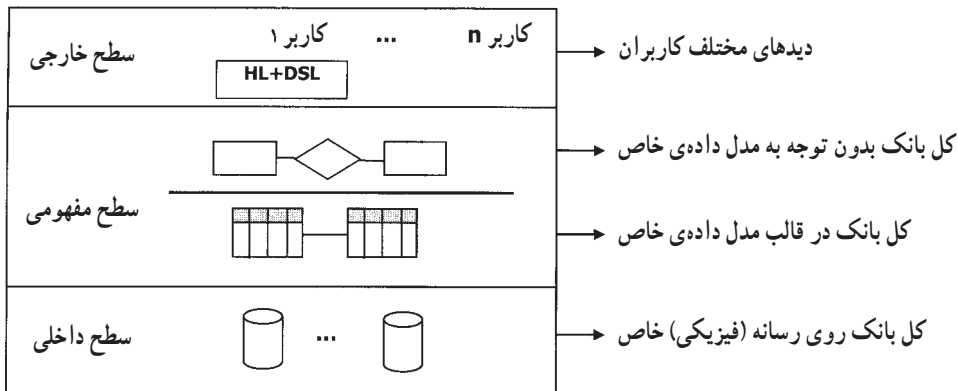 سطح خارجی
کاربر ۱ ... کاربر n
HL+DSL
دیدهای مختلف کاربران
کل بانک بدون توجه به مدل داده‌ی خاص
سطح مفهومی
کل بانک در قالب مدل داده‌ی خاص
سطح داخلی
...
کل بانک روی رسانه (فیزیکی) خاص